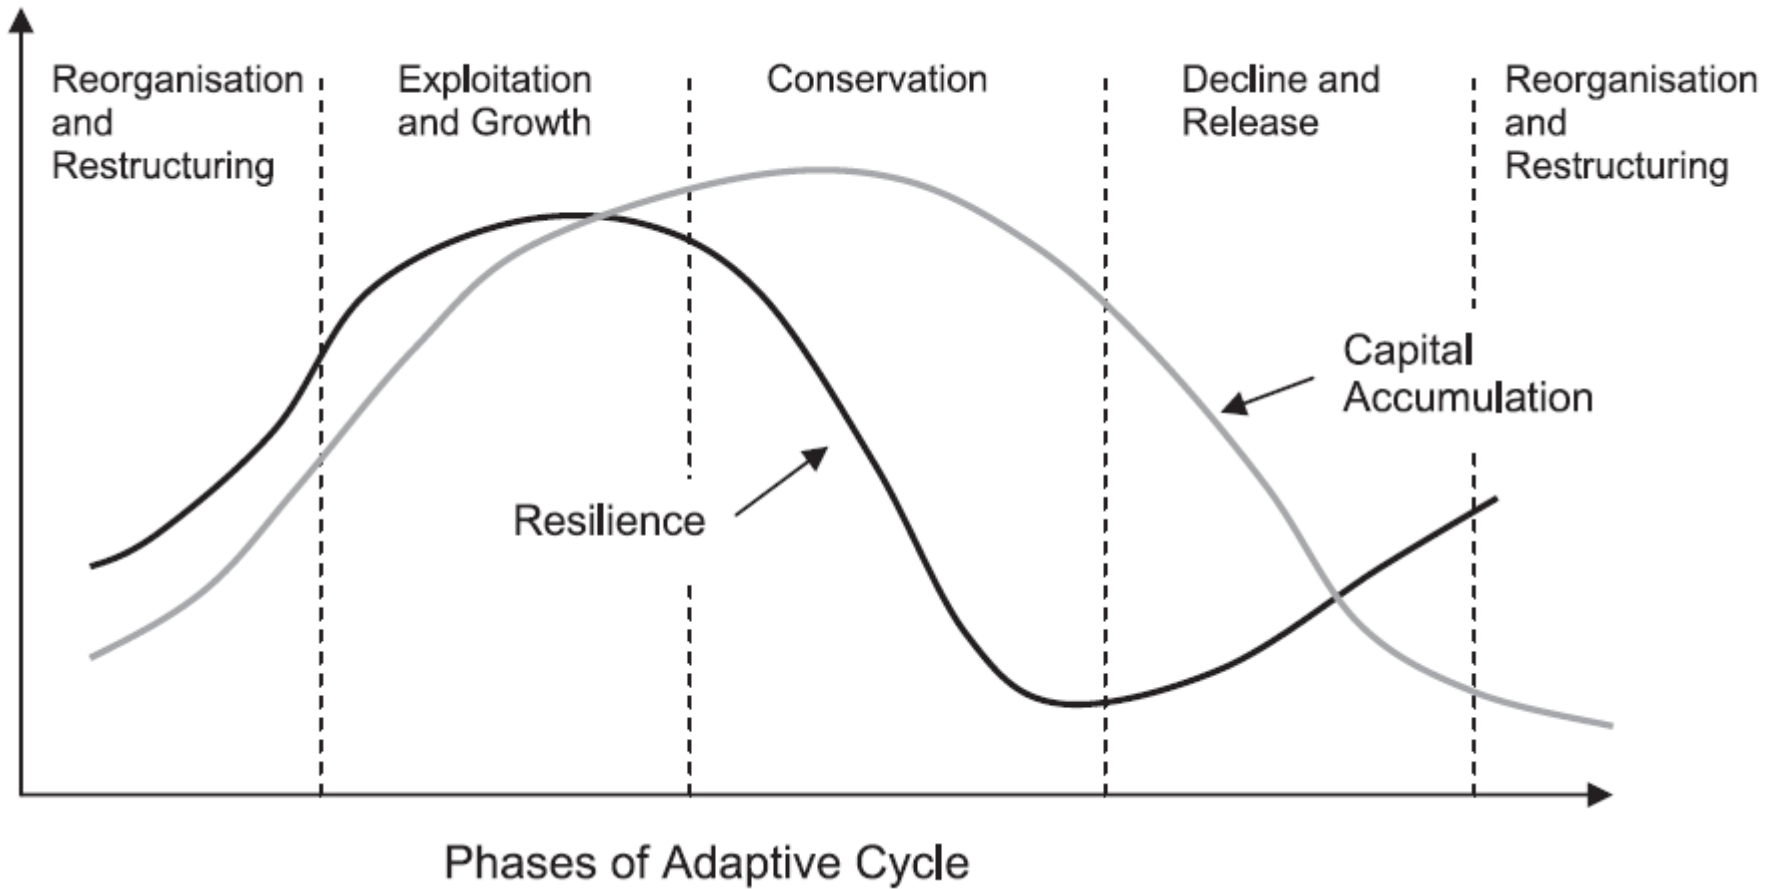 Reorganisation
and
Restructuring
Exploitation
and Growth
Conservation
Decline and
Release
Reorganisation
and
Restructuring
Capital
Accumulation
Resilience
Phases of Adaptive Cycle